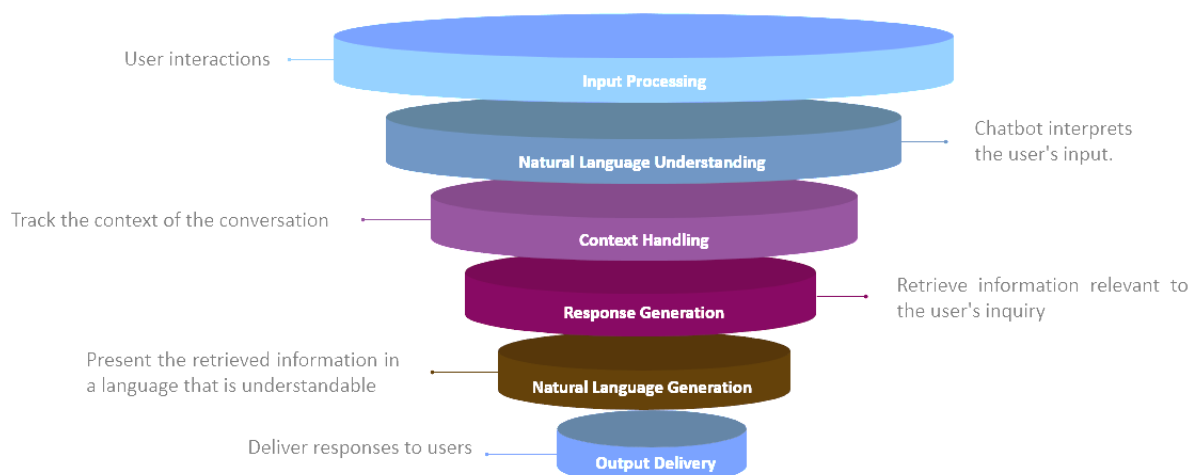 User interactions
Input Processing
Natural Language Understanding
Chatbot interprets
the user's input.
Track the context of the conversation
Context Handling
Response Generation
Retrieve information relevant to
the user's inquiry
Present the retrieved information in
a language that is understandable
Natural Language Generation
Deliver responses to users
Output Delivery